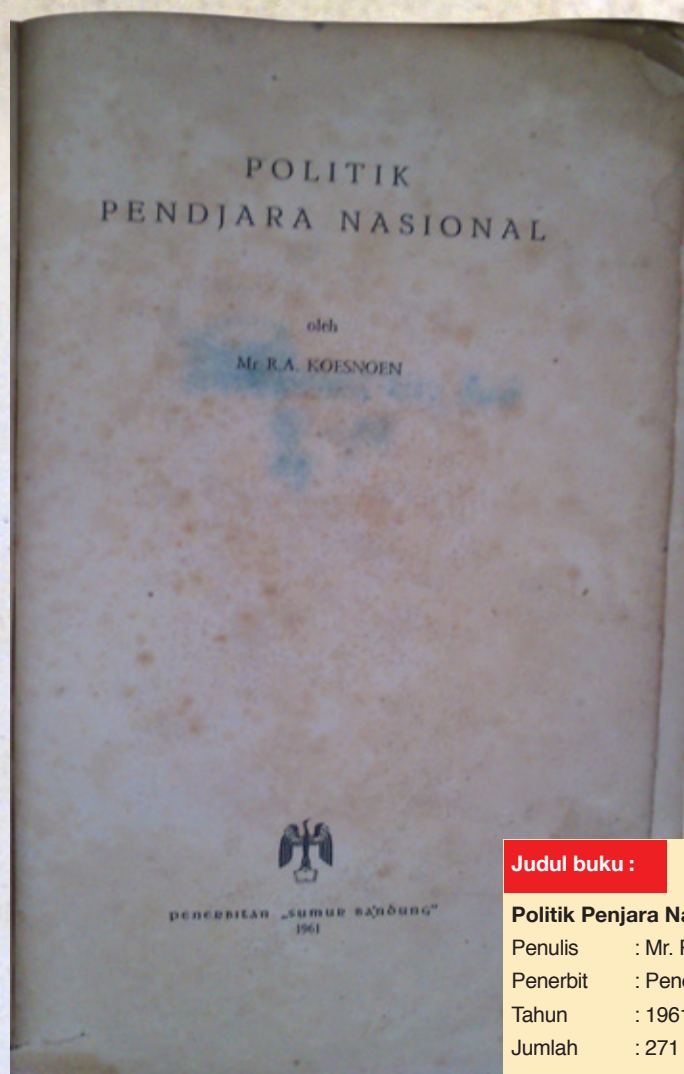 POLITIK
PENDJARA NASIONAL
oleh
Mr R.A. KOESNOEN
PENERBITAN „SUMUR BANDUNG"
1961
Judul buku :
Politik Penjara Na
Penulis : Mr. R
Penerbit : Pene
Tahun : 1961
Jumlah : 271